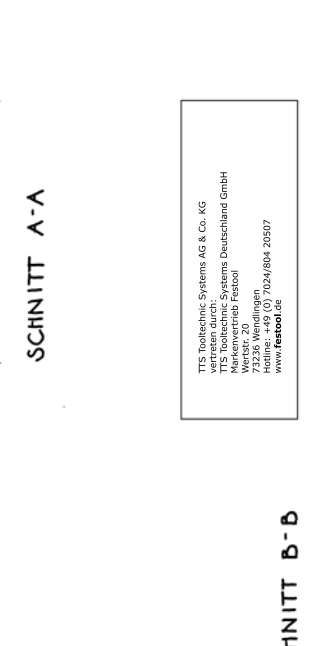 SCHNITT A-A
TTS Tooltechnic Systems AG & Co. KG
vertreten durch:
TTS Tooltechnic Systems Deutschland GmbH
Markenvertrieb Festool
Wertstr. 20
73236 Wendlingen
Hotline: +49 (0) 7024/804 20507
www.festool.de
HNITT B-B